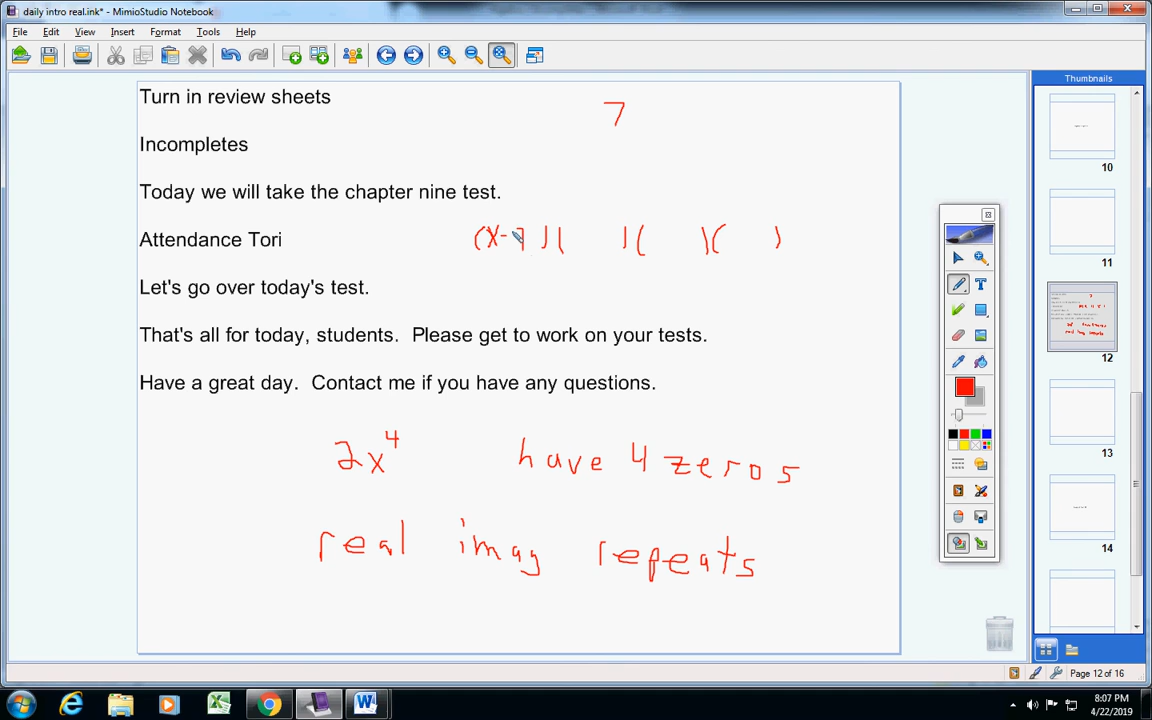 daily intro real.ink* - MimioStudio Notebook
File Edit View Insert Format Tools Help
Turn in review sheets
7
Incompletes
Today we will take the chapter nine test.
Attendance Tori
(x-7 )( )( )( )
Let's go over today's test.
That's all for today, students. Please get to work on your tests.
Have a great day. Contact me if you have any questions.
2x⁴ have 4 zeros
real imag repeats
Thumbnails
10
11
12
13
14
Page 12 of 16
8:07 PM
4/22/2019